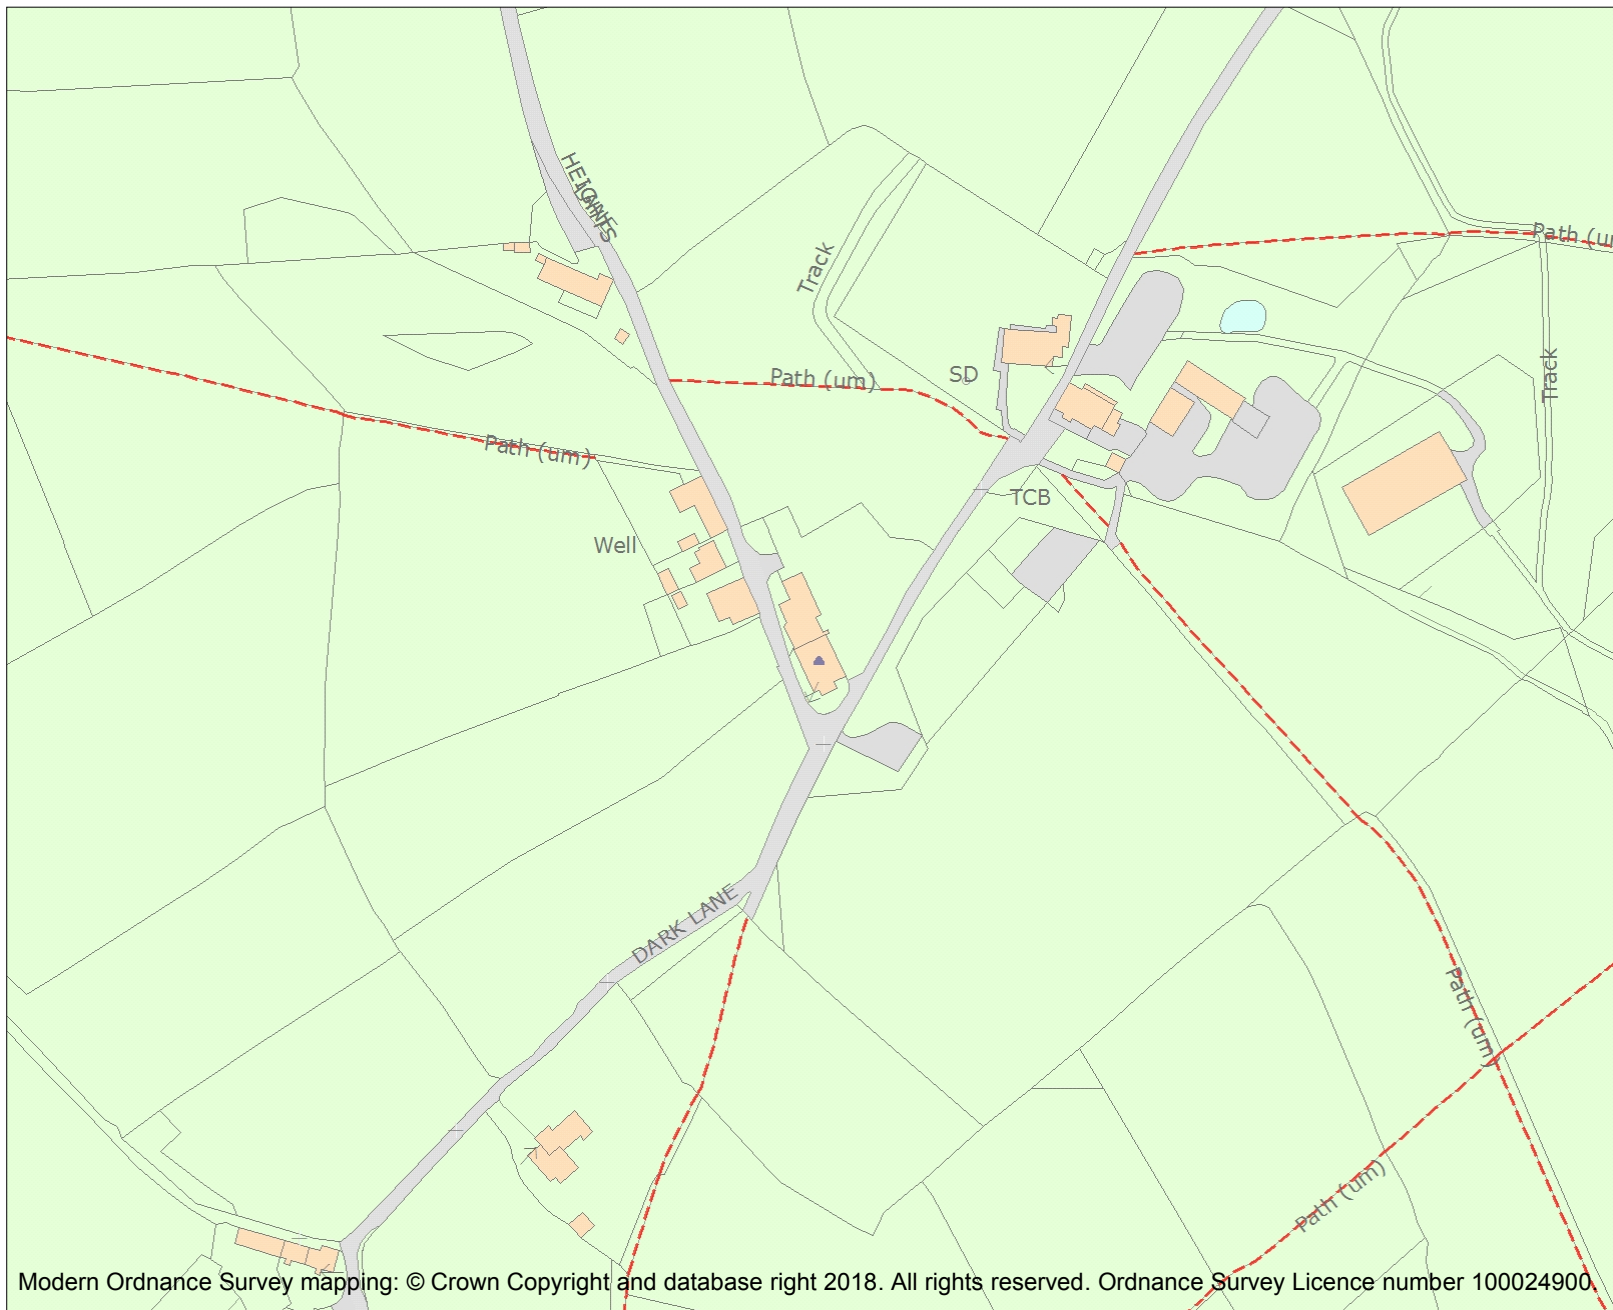 HEIGHTS
LANE
Path (u
Track
Track
SD
Path (um)
Path (um)
TCB
Well
DARK LANE
Path (um)
Path (um)
Modern Ordnance Survey mapping: © Crown Copyright and database right 2018. All rights reserved. Ordnance Survey Licence number 100024900.